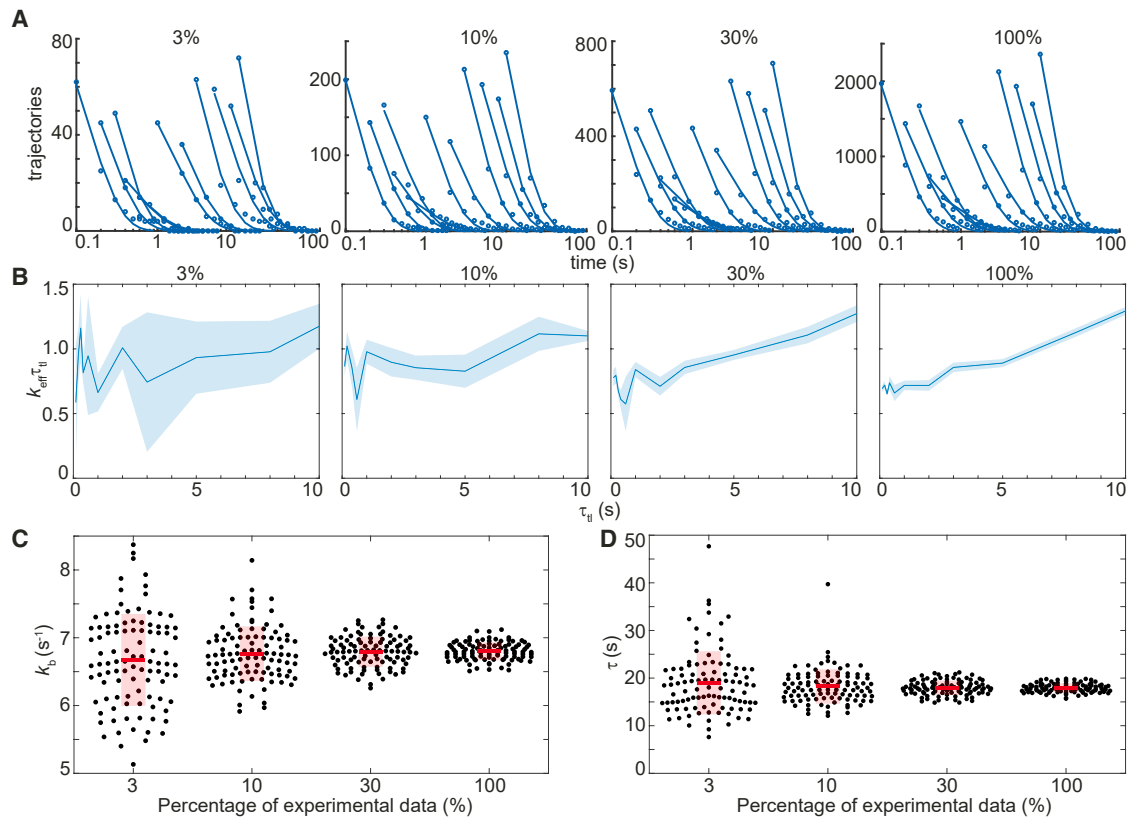 A
3% 10% 30% 100%
trajectories
80
40
0
200
100
0
800
400
0
2000
1000
0
0.1 1 10 100
0.1 1 10 100
0.1 1 10 100
0.1 1 10 100
time (s)
B
3% 10% 30% 100%
k_eff τ_tl
1.5
1.0
0.5
0
0 5 10
0 5 10
0 5 10
0 5 10
τ_tl (s)
C
k_b (s⁻¹)
8
7
6
5
3 10 30 100
Percentage of experimental data (%)
D
τ (s)
50
40
30
20
10
0
3 10 30 100
Percentage of experimental data (%)